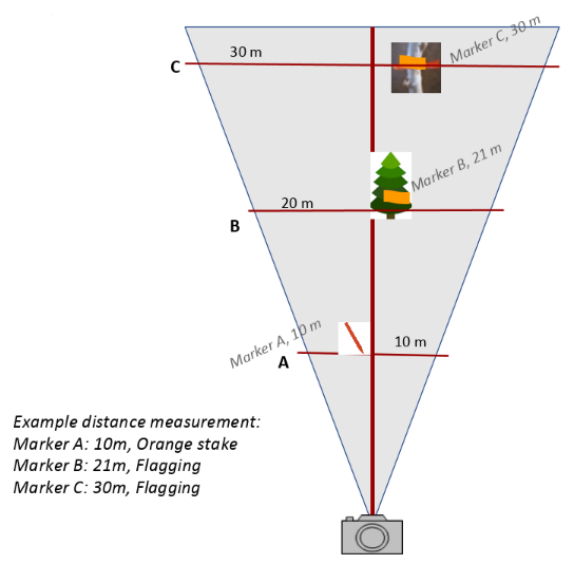 Marker C, 30 m
30 m
C
Marker B, 21 m
20 m
B
Marker A, 10 m
10 m
A
Example distance measurement:
Marker A: 10m, Orange stake
Marker B: 21m, Flagging
Marker C: 30m, Flagging